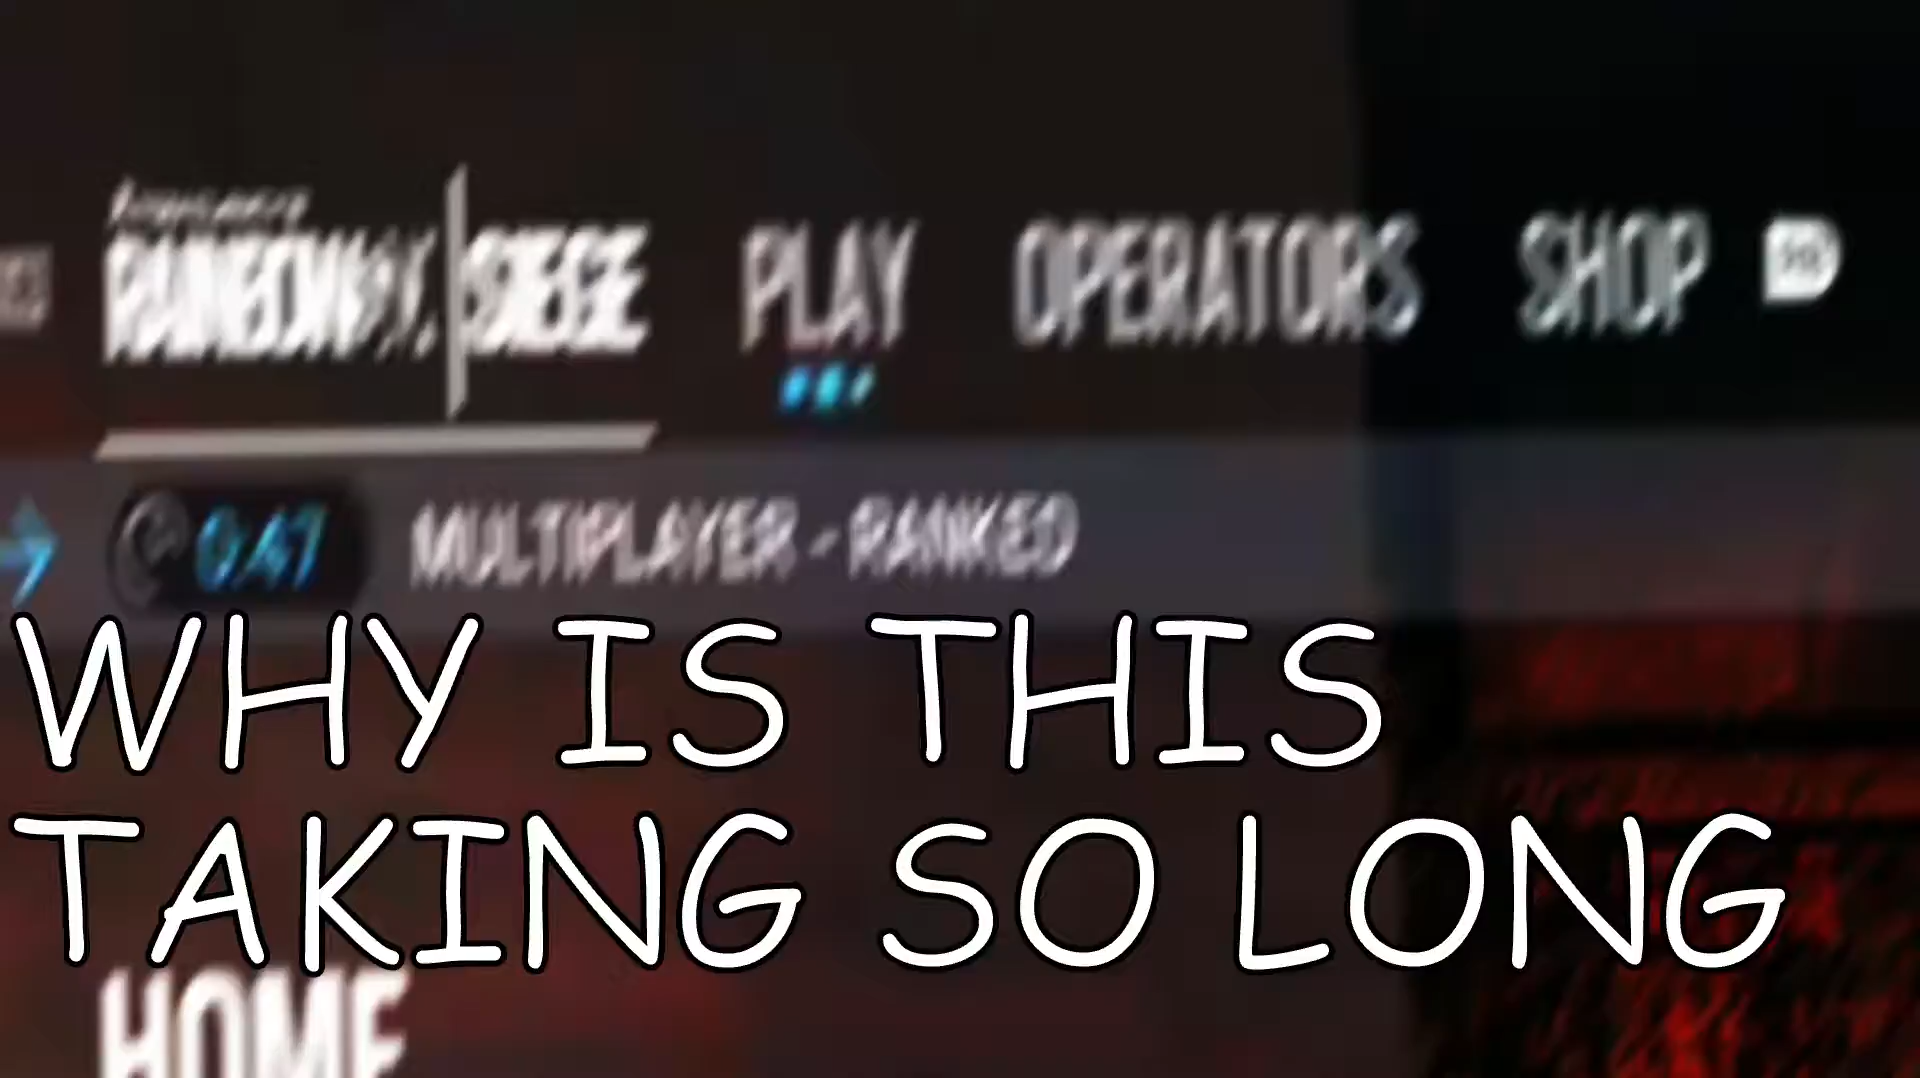 RAINBOW SIX | SIEGE PLAY OPERATORS SHOP
0:47 MULTIPLAYER - RANKED
WHY IS THIS
TAKING SO LONG
HOME